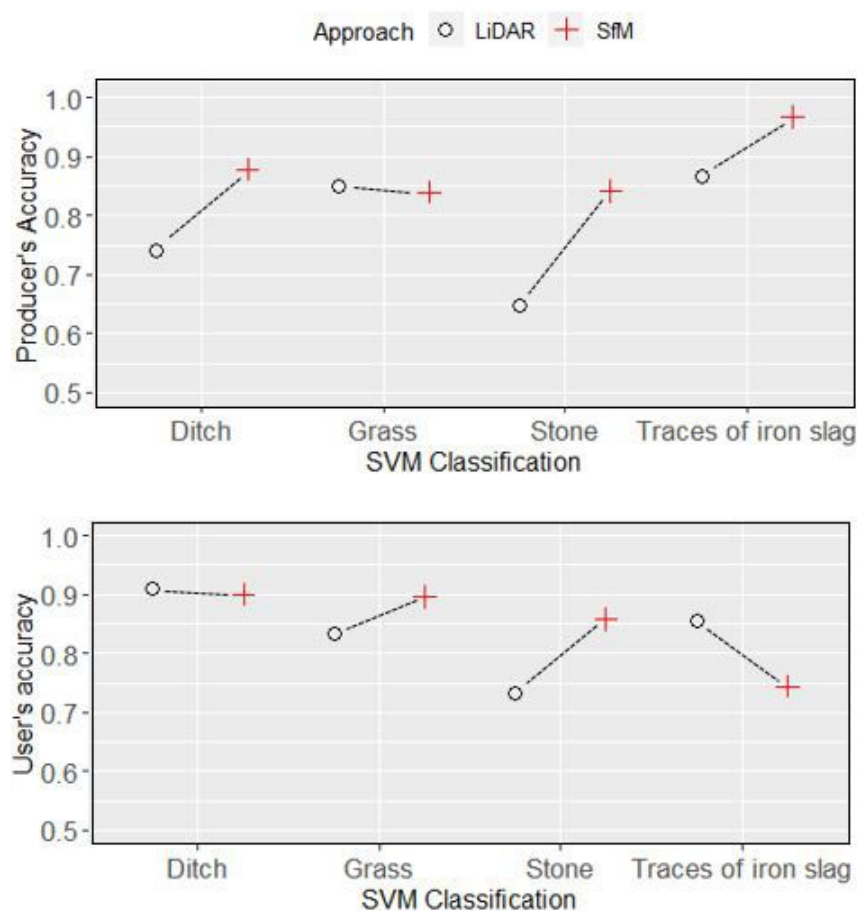 Approach LiDAR SfM
1.0
0.9
0.8
0.7
0.6
0.5
Producer's Accuracy
Ditch Grass Stone Traces of iron slag
SVM Classification
1.0
0.9
0.8
0.7
0.6
0.5
User's accuracy
Ditch Grass Stone Traces of iron slag
SVM Classification